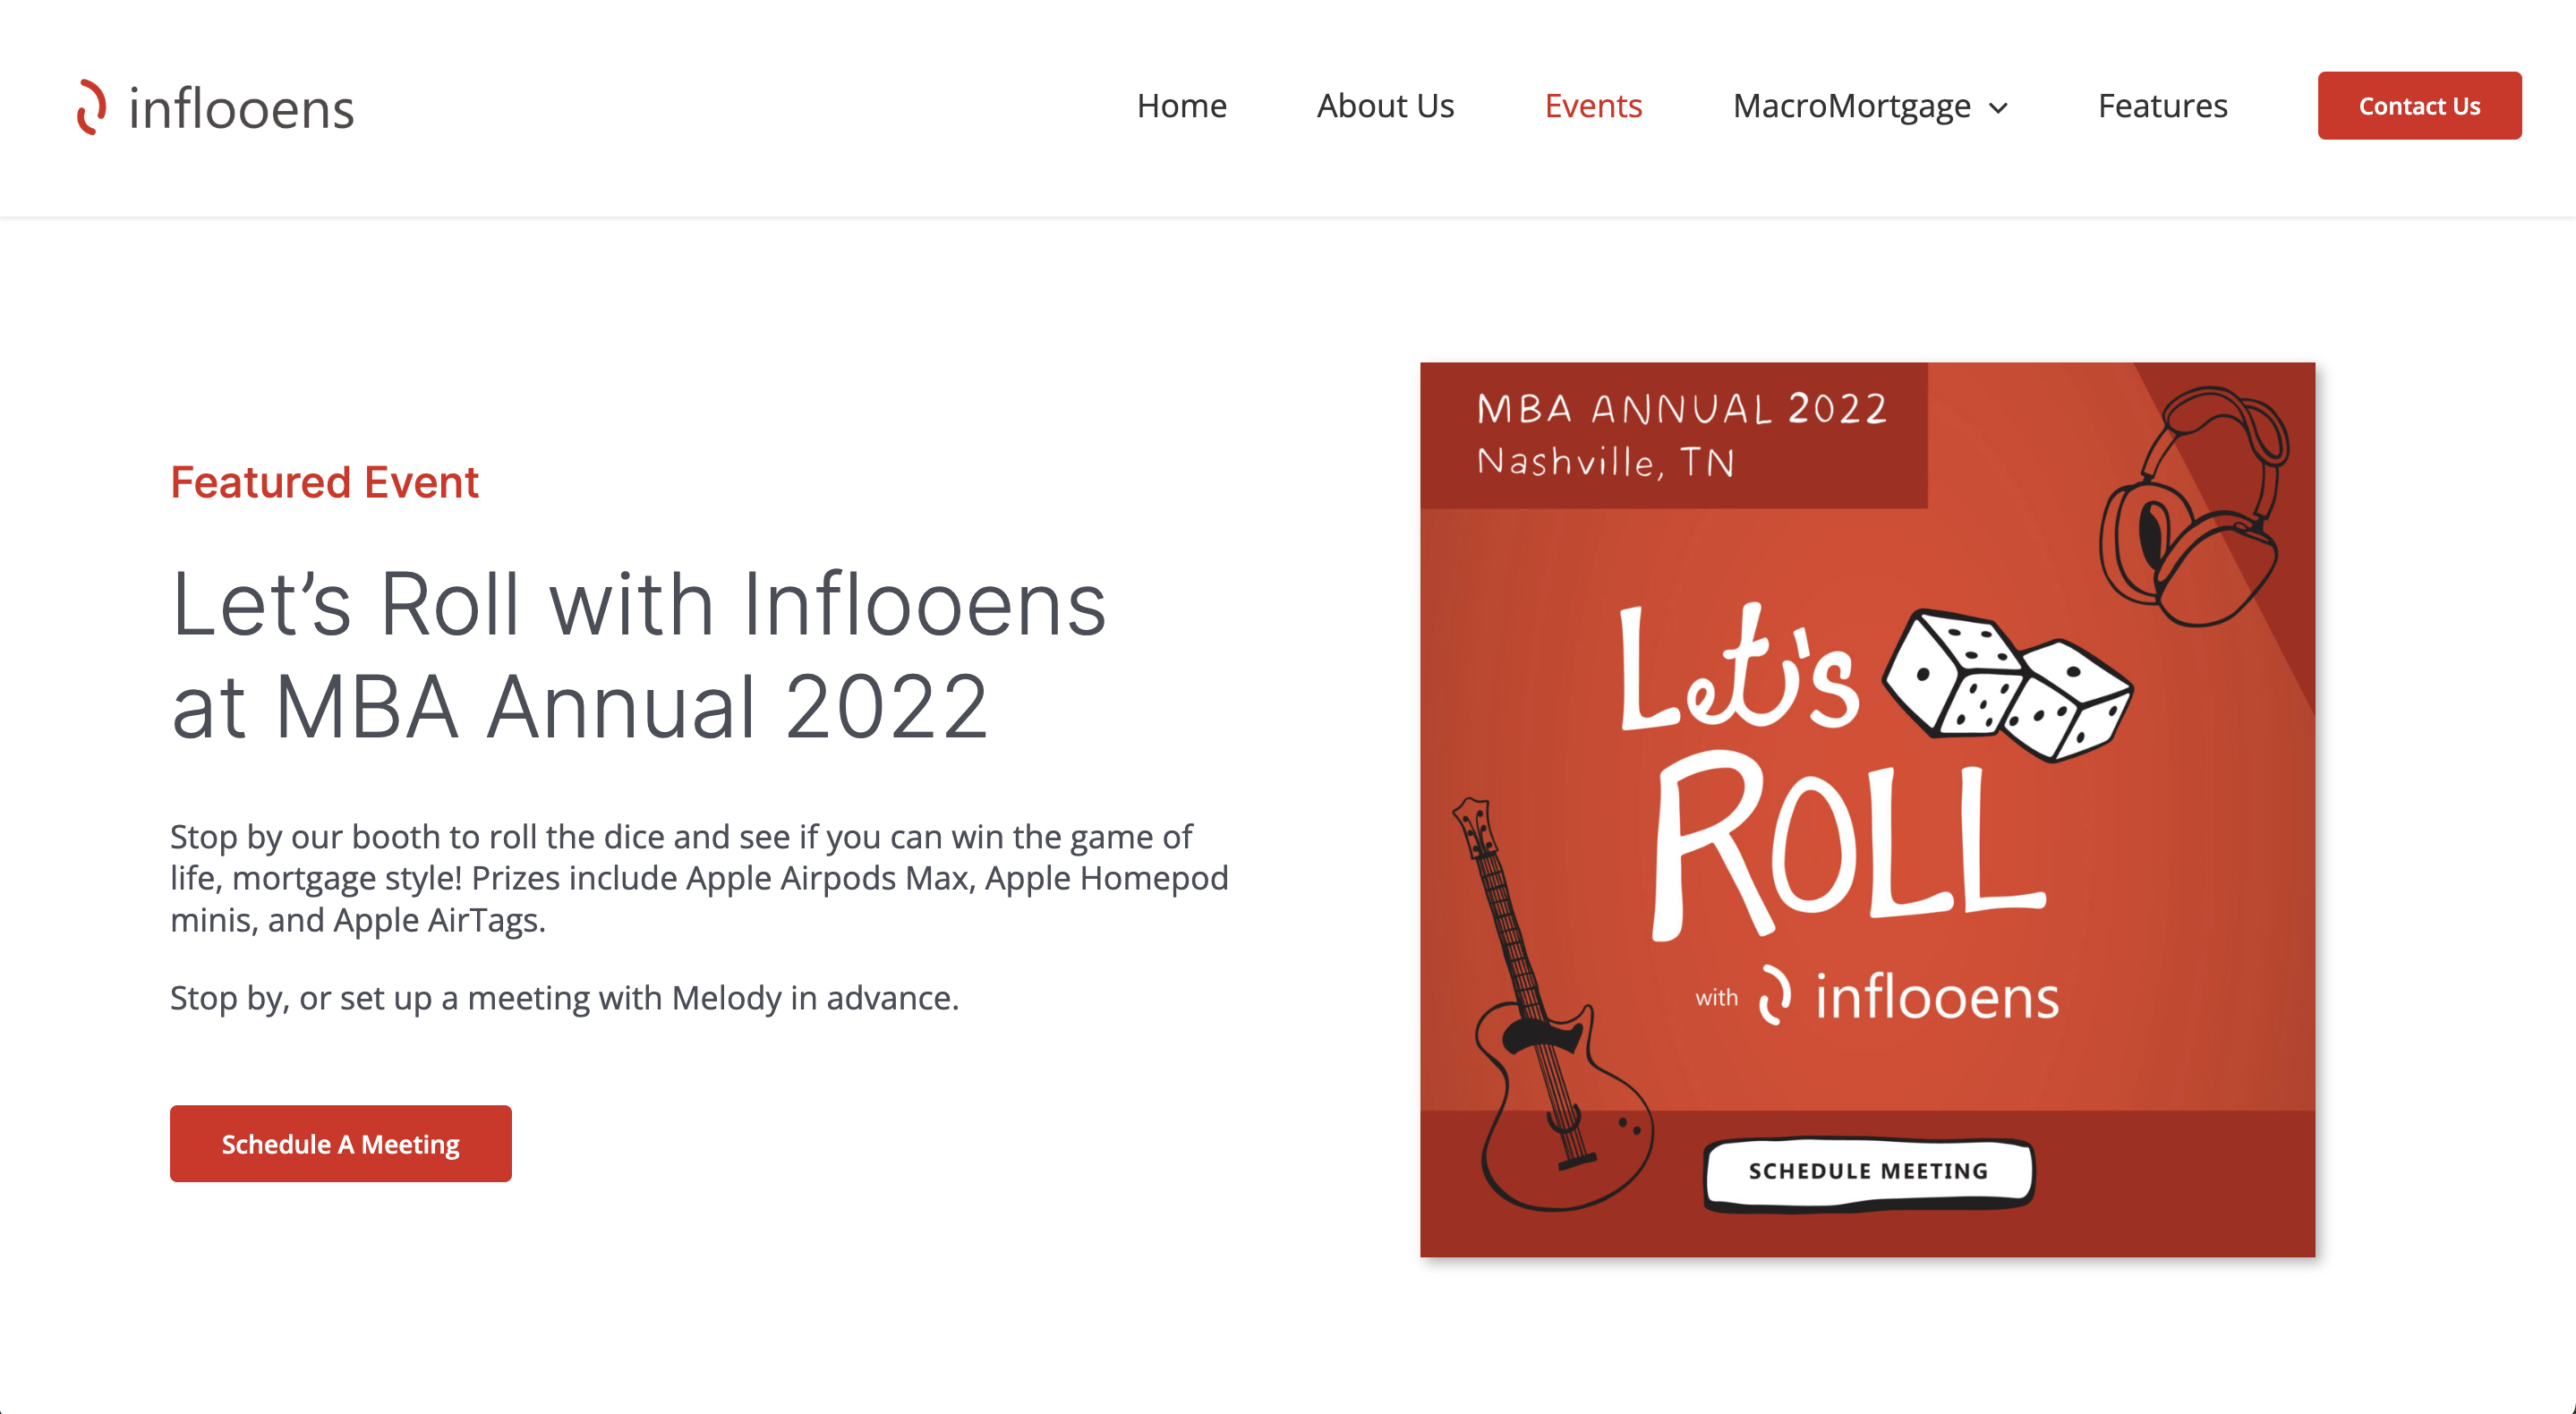 inflooens
Home
About Us
Events
MacroMortgage
Features
Contact Us
Featured Event
Let’s Roll with Inflooens
at MBA Annual 2022
Stop by our booth to roll the dice and see if you can win the game of
life, mortgage style! Prizes include Apple Airpods Max, Apple Homepod
minis, and Apple AirTags.
Stop by, or set up a meeting with Melody in advance.
Schedule A Meeting
MBA ANNUAL 2022
Nashville, TN
Let's
ROLL
with inflooens
SCHEDULE MEETING